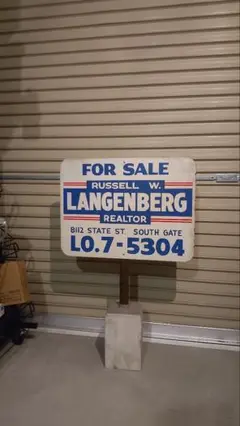 FOR SALE
RUSSELL W.
LANGENBERG
REALTOR
8112 STATE ST. SOUTH GATE
LO.7-5304